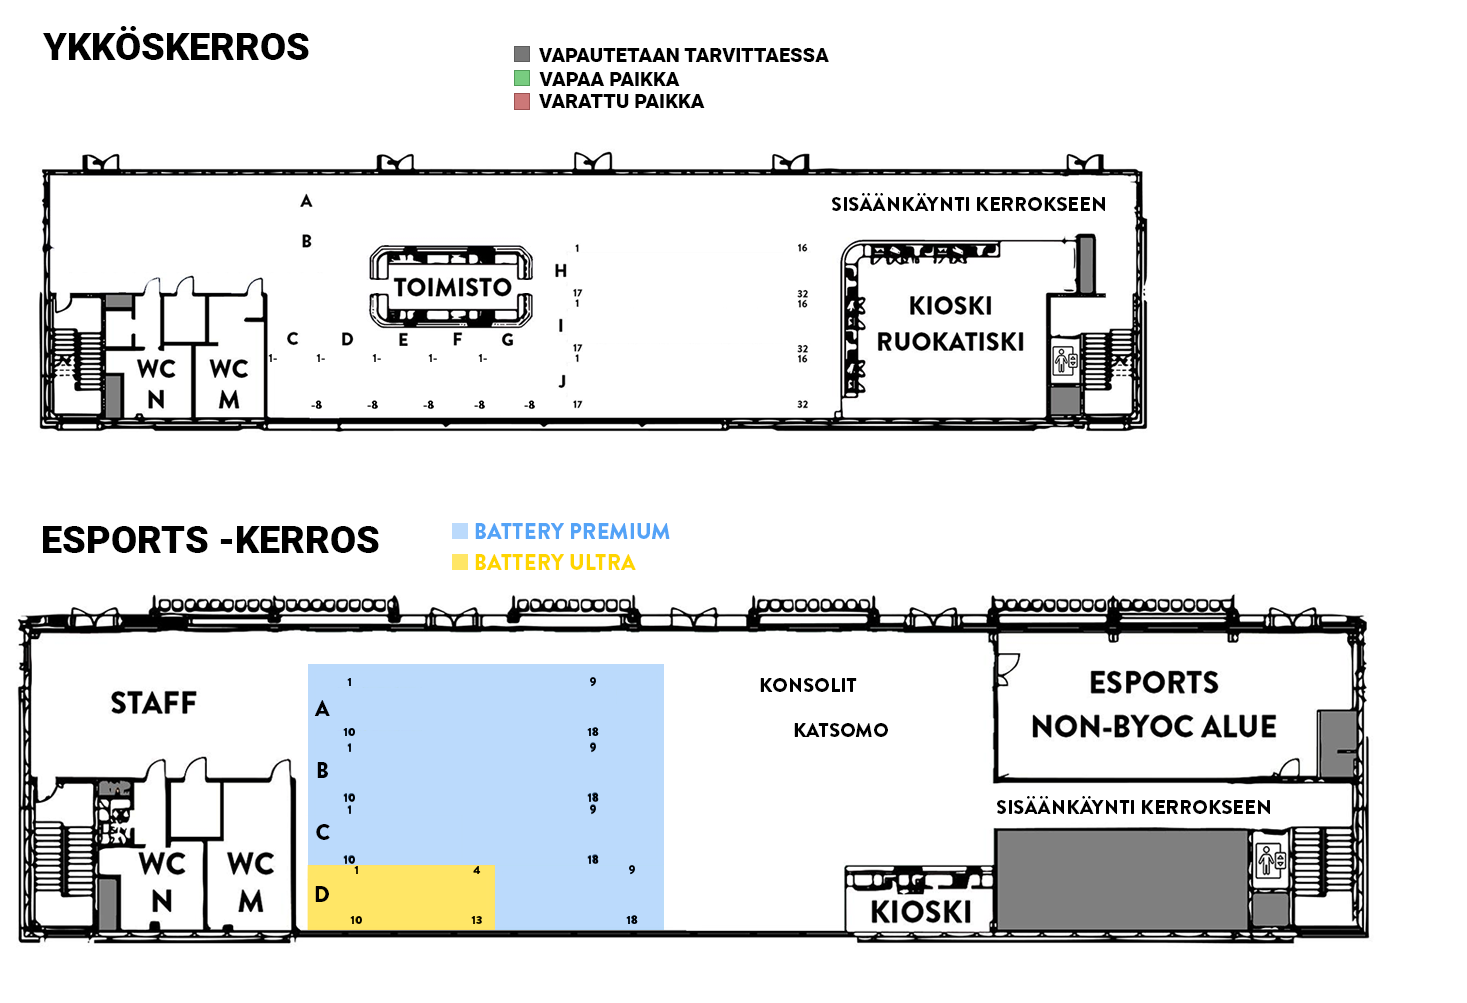 YKKÖSKERROS
VAPAUTETAAN TARVITTAESSA
VAPAA PAIKKA
VARATTU PAIKKA
A
SISÄÄNKÄYNTI KERROKSEEN
B
1 16
H
TOIMISTO
17 32
1 16
KIOSKI
RUOKATISKI
I
C D E F G
17 32
1- 1- 1- 1- 1- 1 16
WC
N
WC
M
J
-8 -8 -8 -8 -8 17 32
ESPORTS -KERROS
BATTERY PREMIUM
BATTERY ULTRA
STAFF
1 9
A
10 18
1 9
B
10 18
1 9
C
10 18
1 4 9
D
10 13 18
KONSOLIT
KATSOMO
ESPORTS
NON-BYOC ALUE
SISÄÄNKÄYNTI KERROKSEEN
WC
N
WC
M
KIOSKI